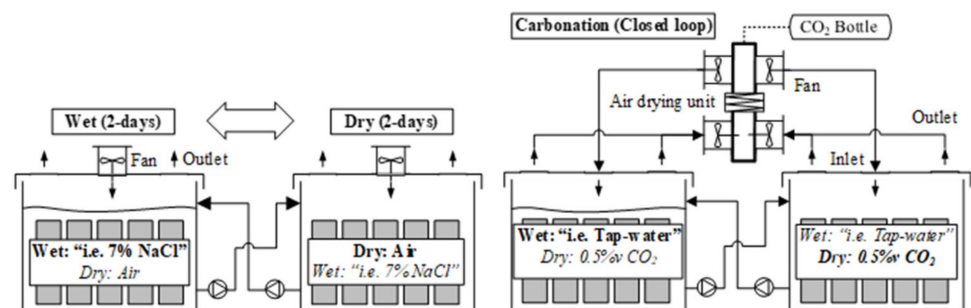 Carbonation (Closed loop)
CO2 Bottle
Fan
Air drying unit
Outlet
Inlet
Wet (2-days)
Dry (2-days)
Fan
Outlet
Wet: “i.e. 7% NaCl”
Dry: Air
Dry: Air
Wet: “i.e. 7% NaCl”
Wet: “i.e. Tap-water”
Dry: 0.5%v CO2
Wet: “i.e. Tap-water”
Dry: 0.5%v CO2